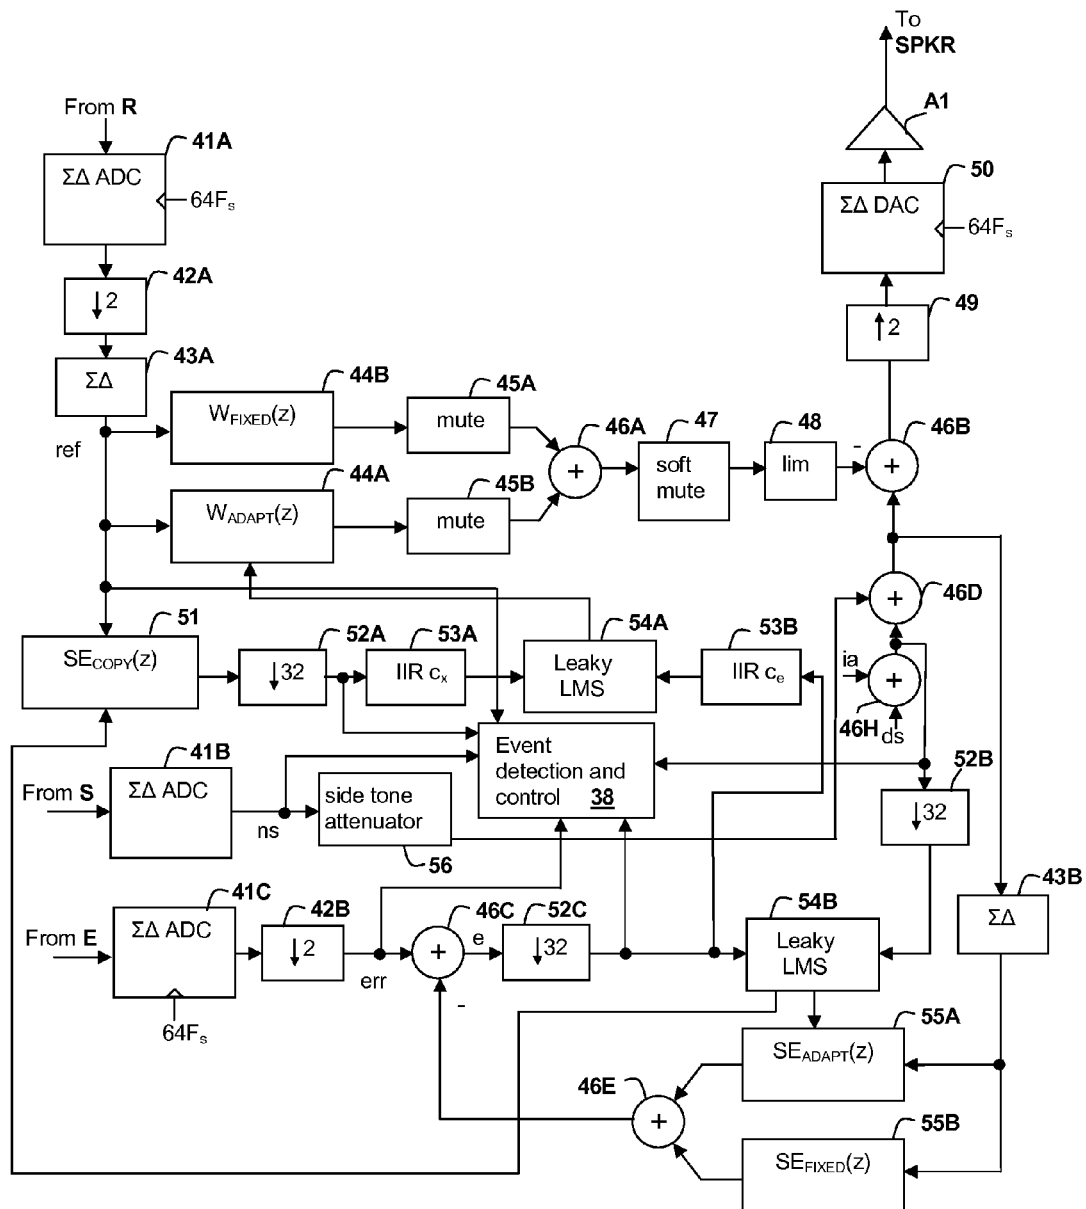 To
SPKR
A1
From R
41A
ΣΔ ADC
64Fs
50
ΣΔ DAC
64Fs
42A
↓2
49
↑2
43A
ΣΔ
ref
44B
WFIXED(z)
45A
mute
46A
+
47
soft
mute
48
lim
-
46B
+
44A
WADAPT(z)
45B
mute
46D
+
51
SECOPY(z)
52A
↓32
53A
IIR cx
54A
Leaky
LMS
53B
IIR ce
ia
+
46H
ds
41B
From S
ΣΔ ADC
ns
side tone
attenuator
56
Event
detection and
control 38
52B
↓32
41C
From E
ΣΔ ADC
64Fs
42B
↓2
err
46C
+
-
e
52C
↓32
54B
Leaky
LMS
43B
ΣΔ
55A
SEADAPT(z)
46E
+
55B
SEFIXED(z)